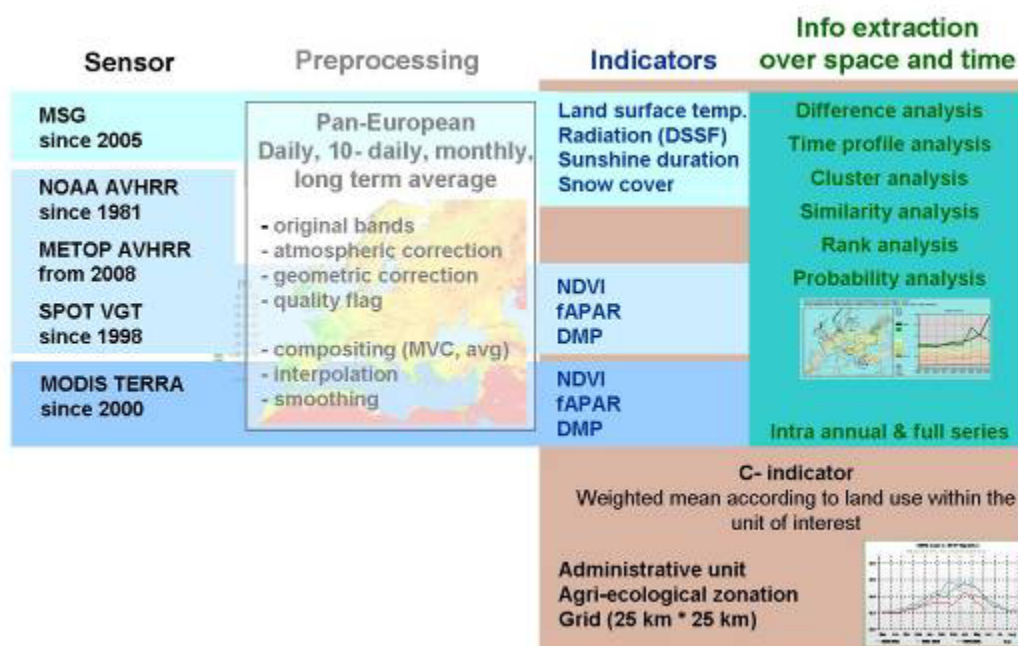 Sensor
Preprocessing
Indicators
Info extraction
over space and time
MSG
since 2005
NOAA AVHRR
since 1981
METOP AVHRR
from 2008
SPOT VGT
since 1998
MODIS TERRA
since 2000
Pan-European
Daily, 10- daily, monthly,
long term average
- original bands
- atmospheric correction
- geometric correction
- quality flag
- compositing (MVC, avg)
- interpolation
- smoothing
Land surface temp.
Radiation (DSSF)
Sunshine duration
Snow cover
NDVI
fAPAR
DMP
NDVI
fAPAR
DMP
Difference analysis
Time profile analysis
Cluster analysis
Similarity analysis
Rank analysis
Probability analysis
Intra annual & full series
C- indicator
Weighted mean according to land use within the
unit of interest
Administrative unit
Agri-ecological zonation
Grid (25 km * 25 km)